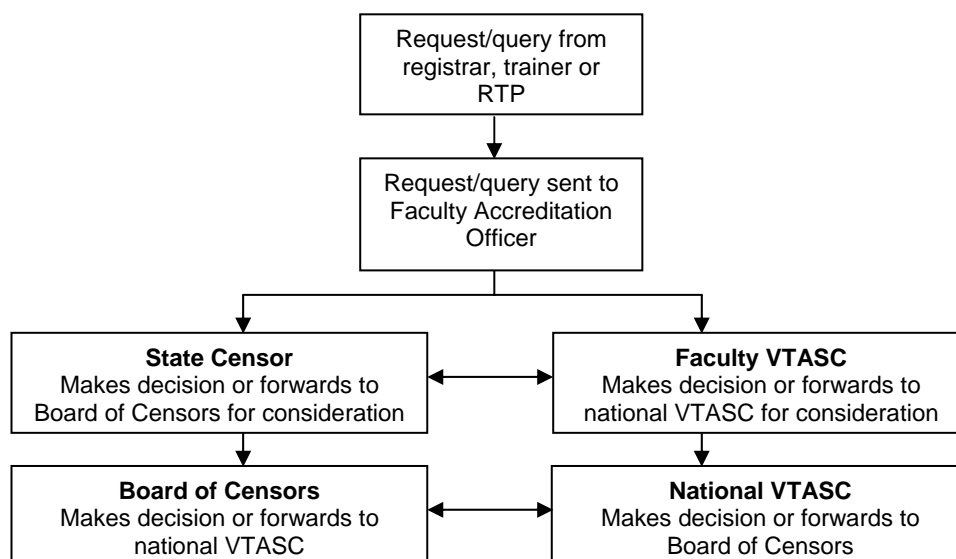 Request/query from
registrar, trainer or
RTP
Request/query sent to
Faculty Accreditation
Officer
State Censor
Makes decision or forwards to
Board of Censors for consideration
Faculty VTASC
Makes decision or forwards to
national VTASC for consideration
Board of Censors
Makes decision or forwards to
national VTASC
National VTASC
Makes decision or forwards to
Board of Censors